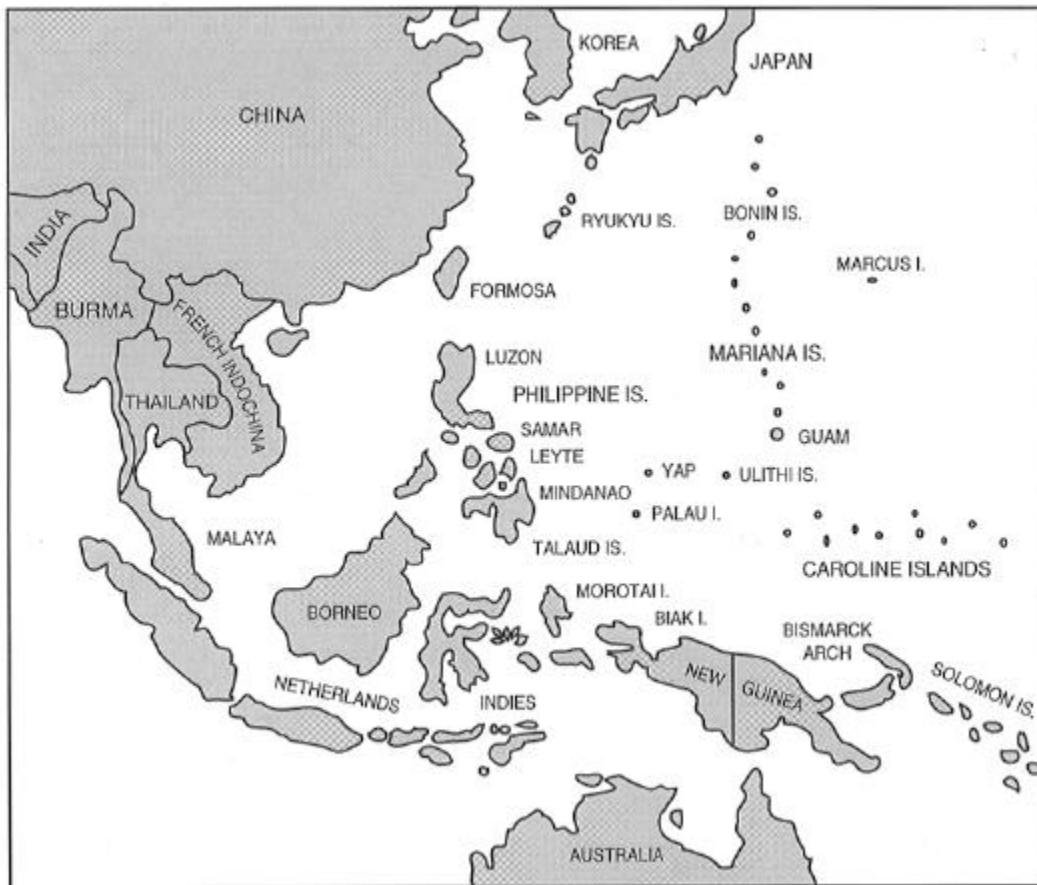 KOREA
JAPAN
CHINA
RYUKYU IS.
BONIN IS.
INDIA
MARCUS I.
FORMOSA
BURMA
FRENCH INDOCHINA
LUZON
MARIANA IS.
PHILIPPINE IS.
THAILAND
SAMAR
GUAM
LEYTE
YAP
ULITHI IS.
MINDANAO
PALAU I.
MALAYA
TALAUD IS.
CAROLINE ISLANDS
MOROTAI I.
BORNEO
BIAK I.
BISMARCK
ARCH
NEW GUINEA
SOLOMON IS.
NETHERLANDS INDIES
AUSTRALIA